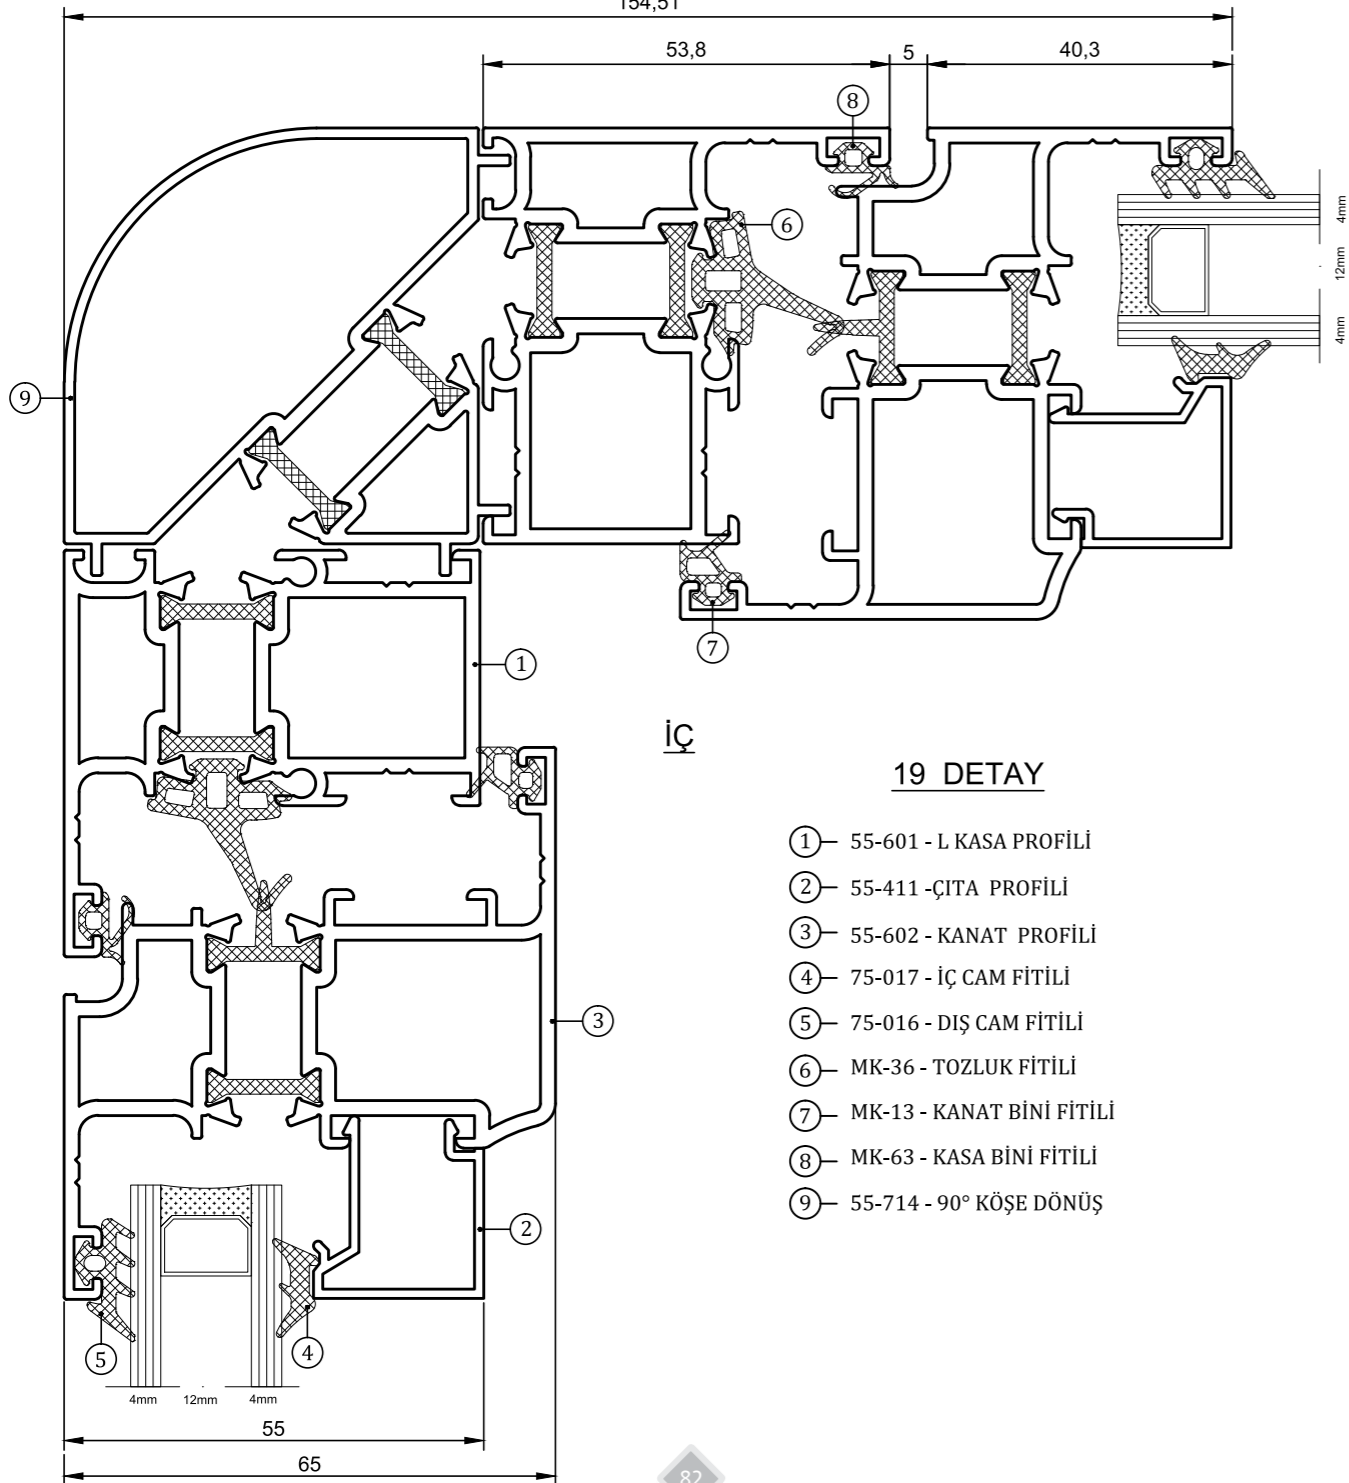 154,51
53,8
5
40,3
8
6
4mm
12mm
4mm
9
7
1
İÇ
19 DETAY
1 55-601 - L KASA PROFİLİ
2 55-411 -ÇITA PROFİLİ
3 55-602 - KANAT PROFİLİ
4 75-017 - İÇ CAM FİTİLİ
5 75-016 - DIŞ CAM FİTİLİ
6 MK-36 - TOZLUK FİTİLİ
7 MK-13 - KANAT BİNİ FİTİLİ
8 MK-63 - KASA BİNİ FİTİLİ
9 55-714 - 90° KÖŞE DÖNÜŞ
3
2
5
4
4mm
12mm
4mm
55
65
82